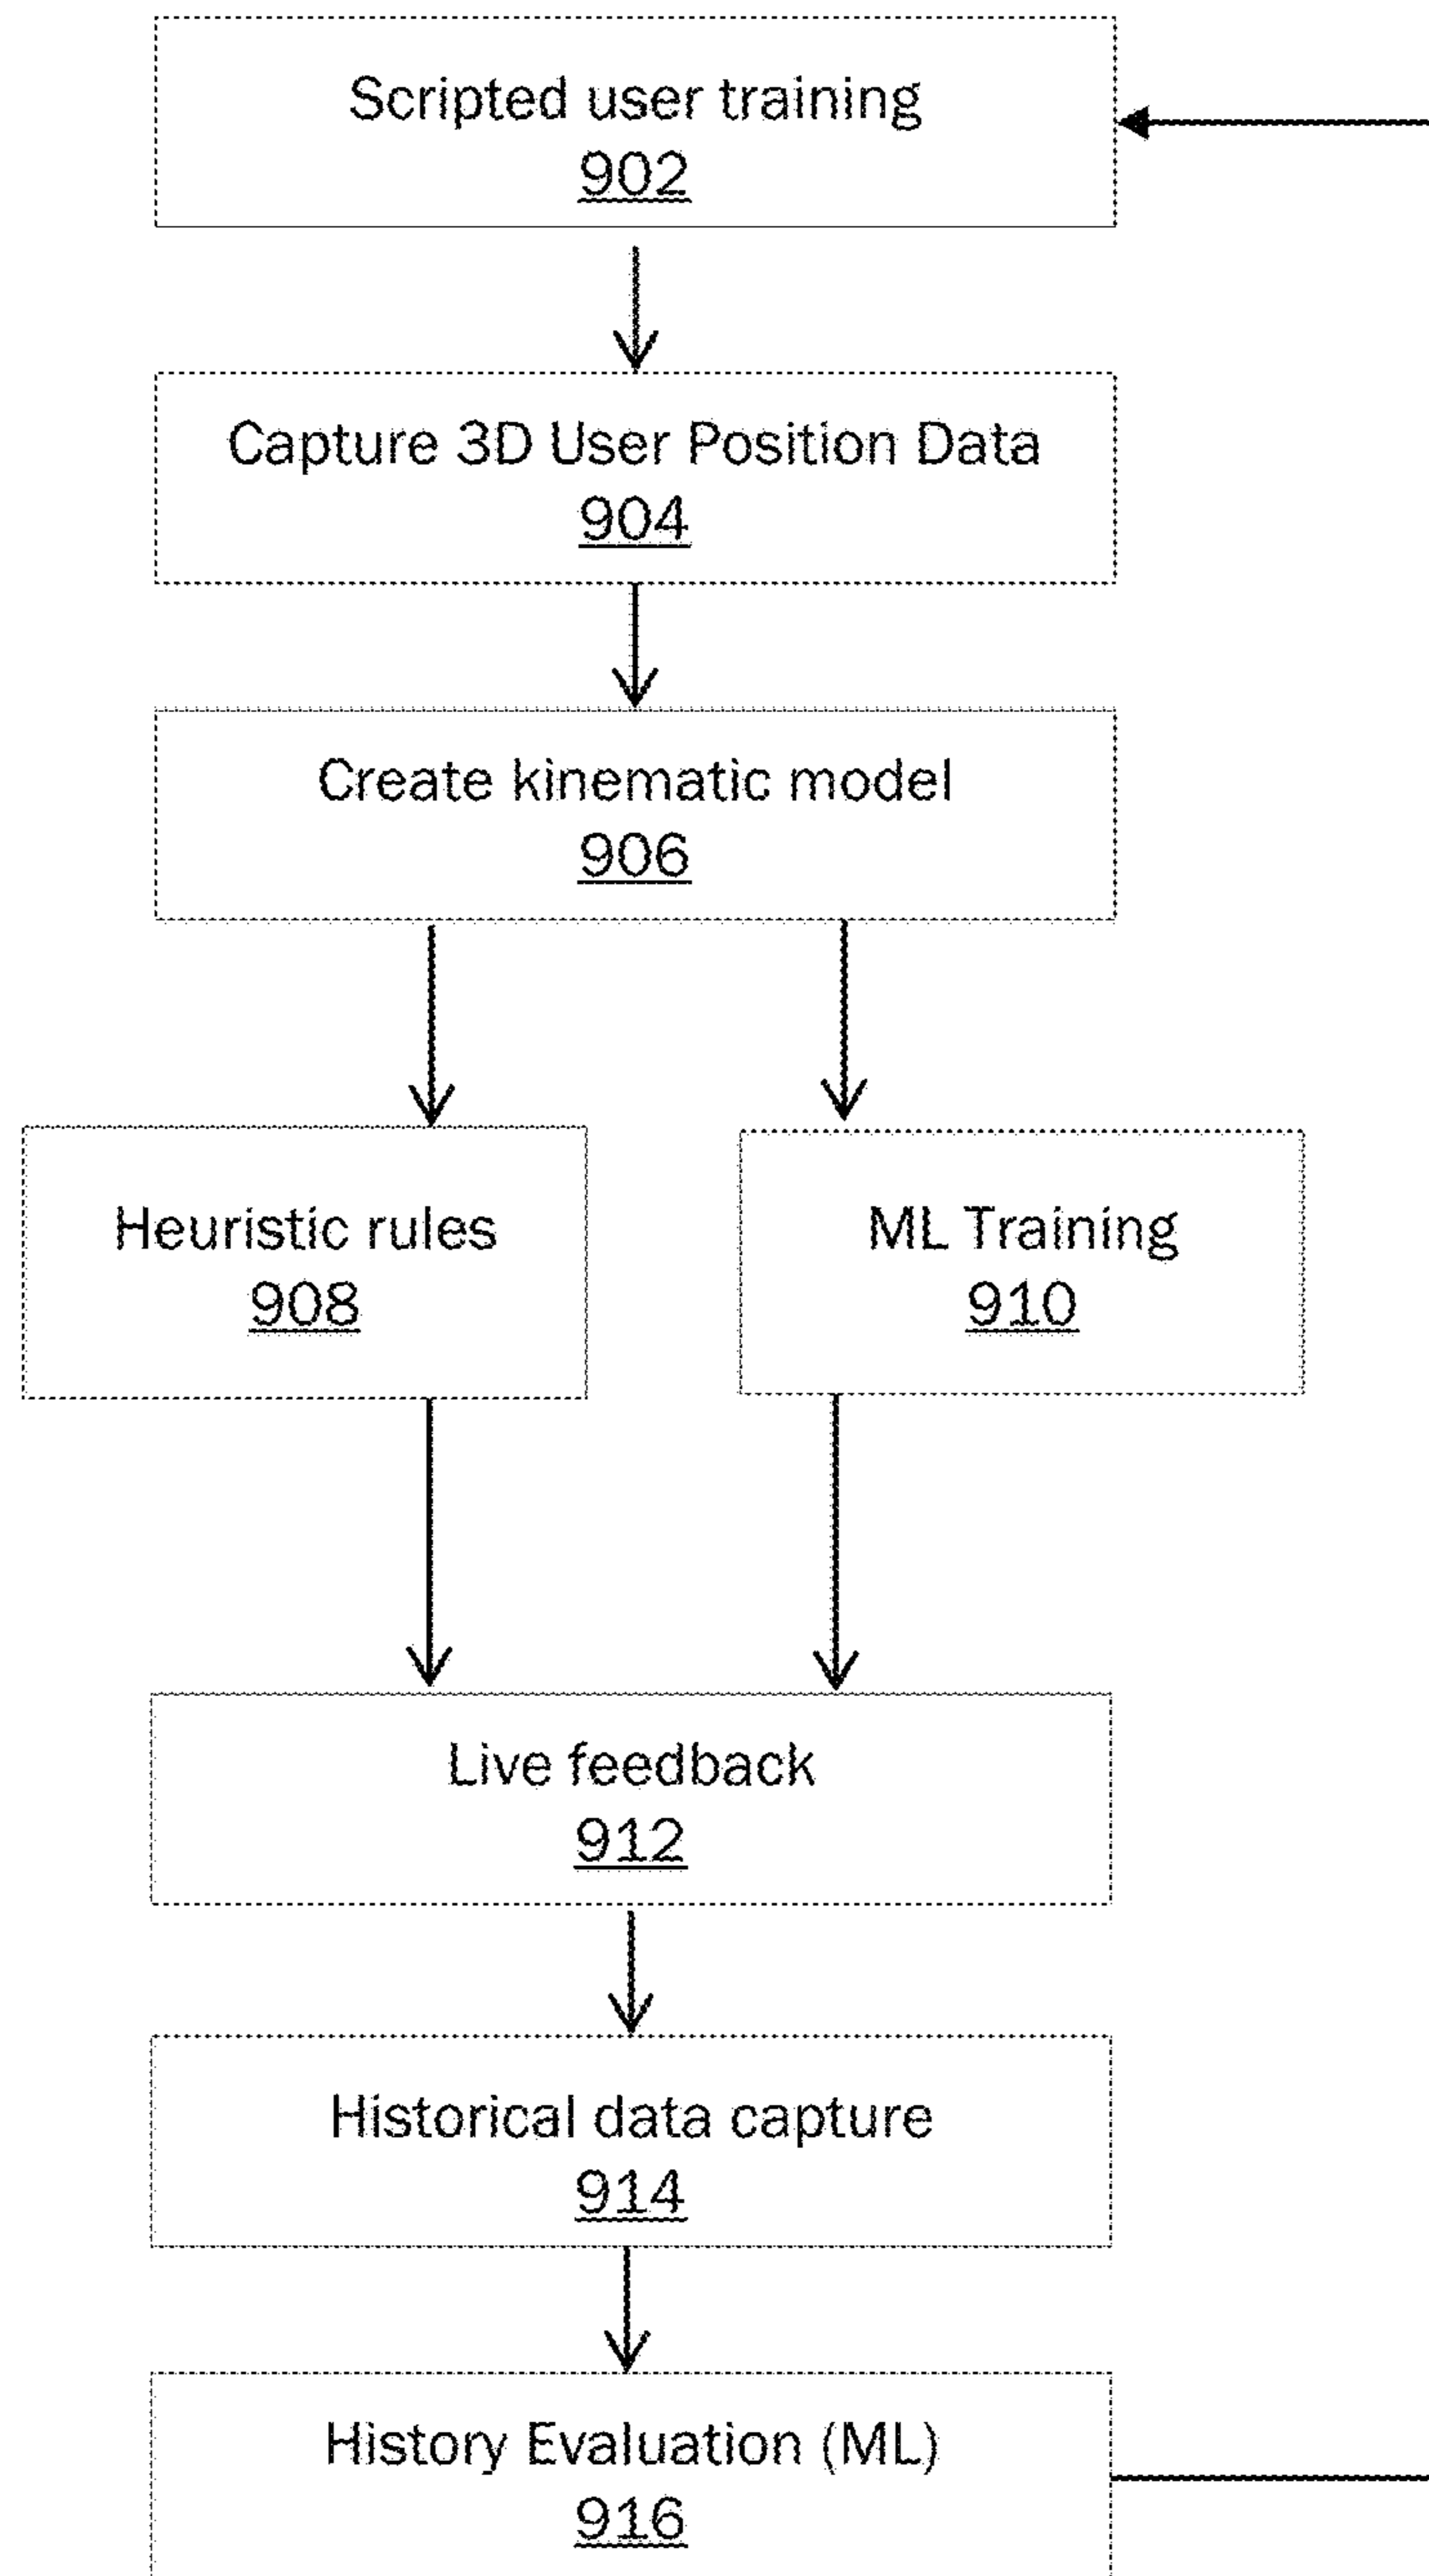 Scripted user training
902
Capture 3D User Position Data
904
Create kinematic model
906
Heuristic rules
908
ML Training
910
Live feedback
912
Historical data capture
914
History Evaluation (ML)
916